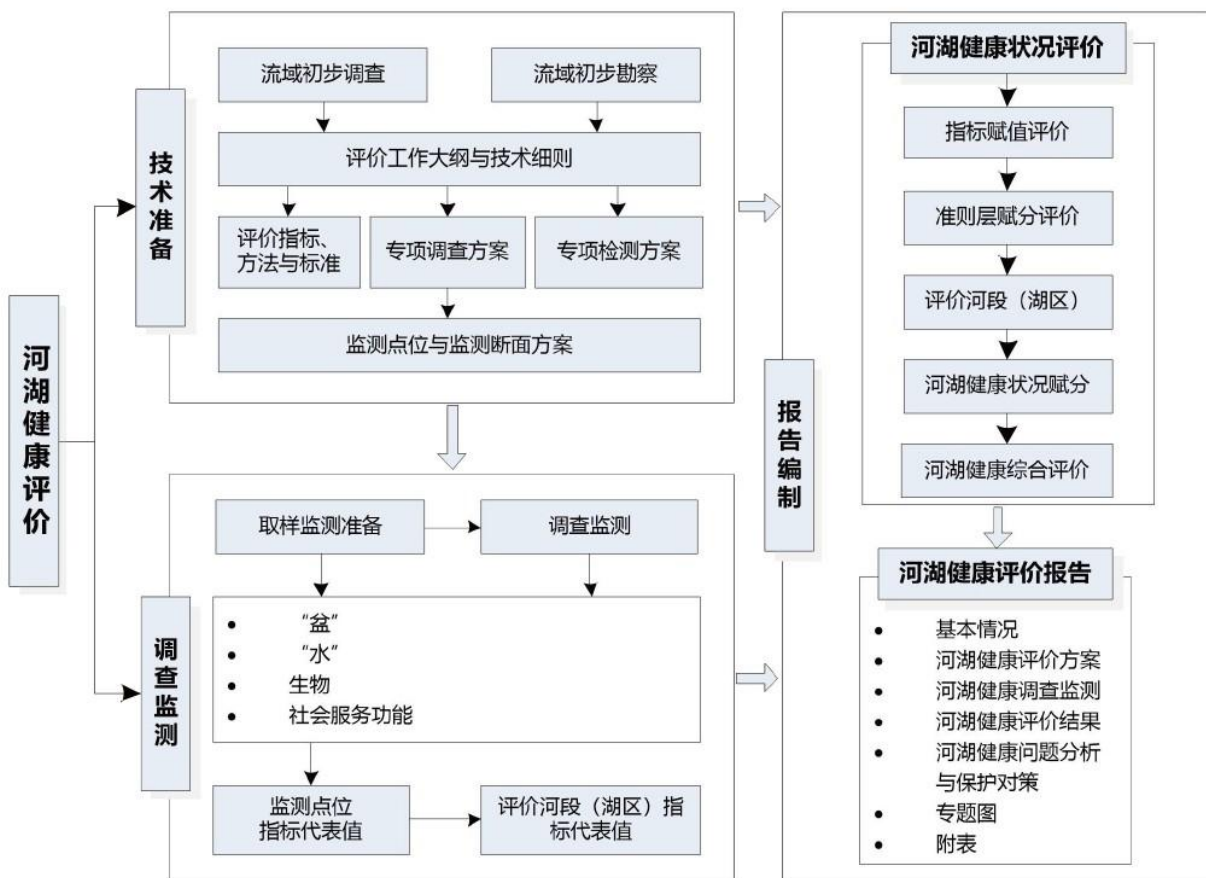 河湖健康评价
技术准备
流域初步调查
流域初步勘察
评价工作大纲与技术细则
评价指标、
方法与标准
专项调查方案
专项检测方案
监测点位与监测断面方案
调查监测
取样监测准备
调查监测
• “盆”
• “水”
• 生物
• 社会服务功能
监测点位
指标代表值
评价河段（湖区）指
标代表值
报告编制
河湖健康状况评价
指标赋值评价
准则层赋分评价
评价河段（湖区）
河湖健康状况赋分
河湖健康综合评价
河湖健康评价报告
• 基本情况
• 河湖健康评价方案
• 河湖健康调查监测
• 河湖健康评价结果
• 河湖健康问题分析
与保护对策
• 专题图
• 附表